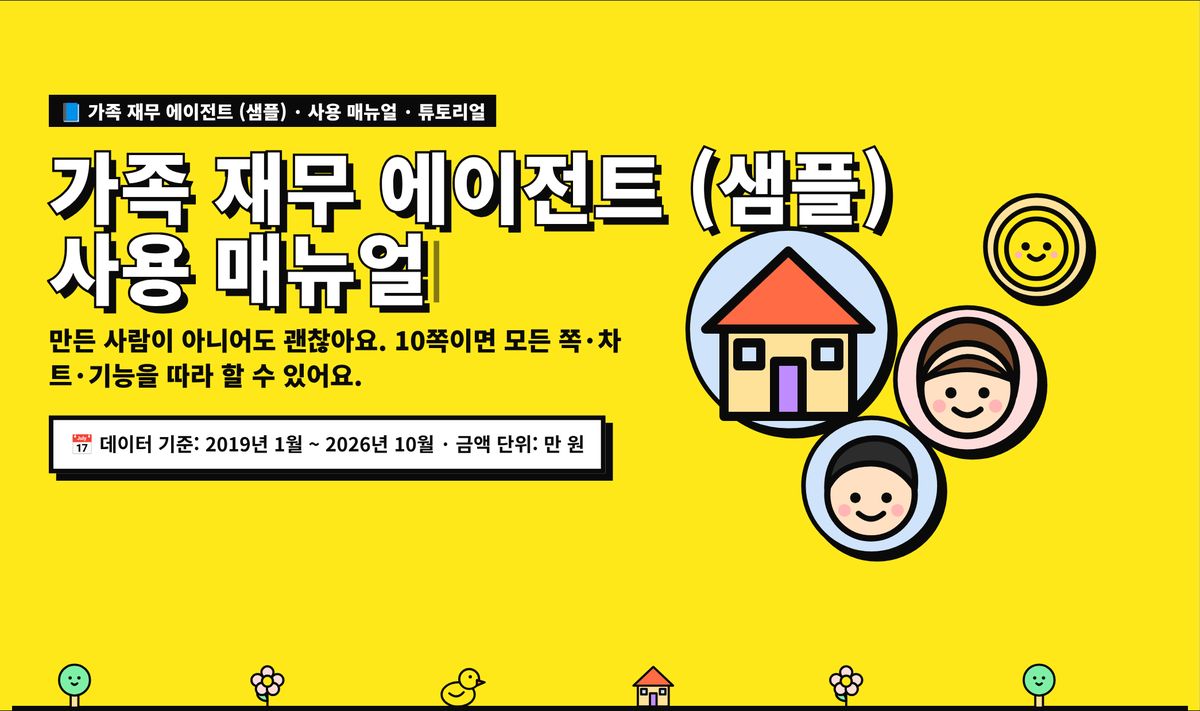 📘 가족 재무 에이전트 (샘플) · 사용 매뉴얼 · 튜토리얼
가족 재무 에이전트 (샘플)
사용 매뉴얼
만든 사람이 아니어도 괜찮아요. 10쪽이면 모든 쪽·차
트·기능을 따라 할 수 있어요.
📅 데이터 기준: 2019년 1월 ~ 2026년 10월 · 금액 단위: 만 원